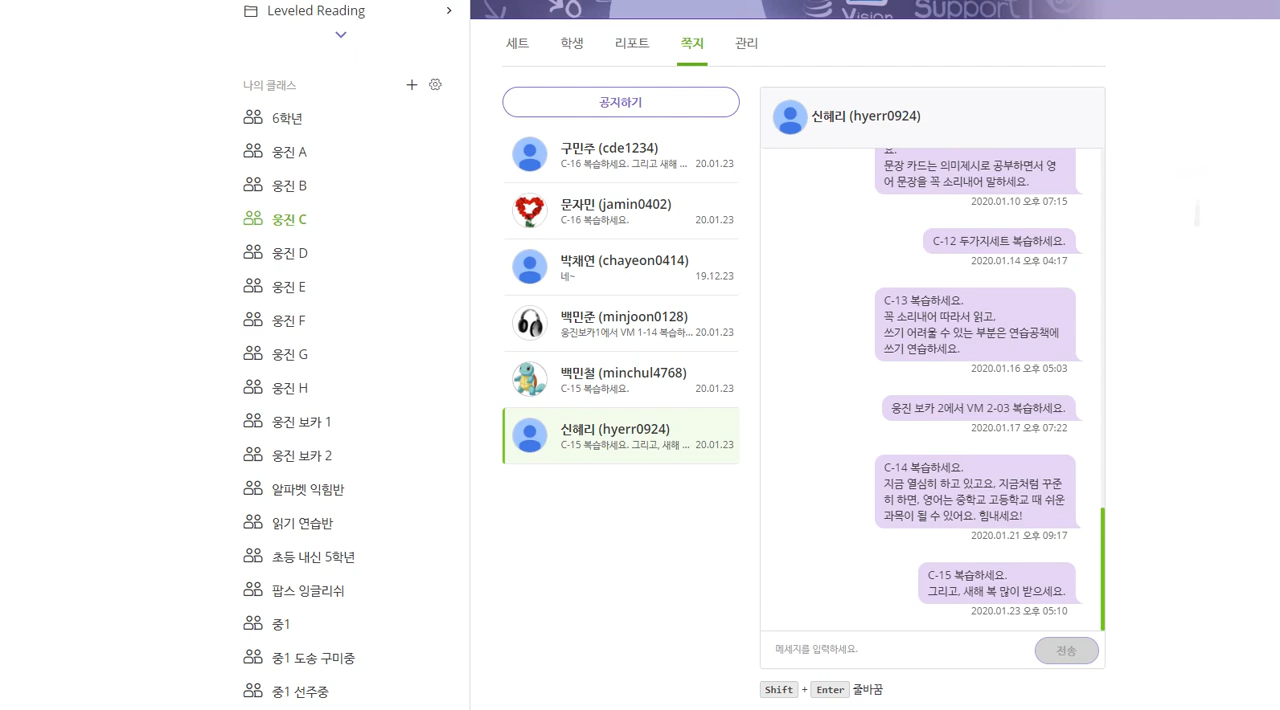 Leveled Reading
Vision
Support
세트
학생
리포트
쪽지
관리
나의 클래스
6학년
웅진 A
웅진 B
웅진 C
웅진 D
웅진 E
웅진 F
웅진 G
웅진 H
웅진 보카 1
웅진 보카 2
알파벳 익힘반
읽기 연습반
초등 내신 5학년
팝스 잉글리쉬
중1
중1 도송 구미중
중1 선주중
공지하기
구민주 (cde1234)
C-16 복습하세요. 그리고 새해 ... 20.01.23
문자민 (jamin0402)
C-16 복습하세요. 20.01.23
박채연 (chayeon0414)
네~ 19.12.23
백민준 (minjoon0128)
웅진보카1에서 VM 1-14 복습하... 20.01.23
백민철 (minchul4768)
C-15 복습하세요. 20.01.23
신혜리 (hyerr0924)
C-15 복습하세요. 그리고, 새해 ... 20.01.23
신혜리 (hyerr0924)
요.
문장 카드는 의미제시로 공부하면서 영
어 문장을 꼭 소리내어 말하세요.
2020.01.10 오후 07:15
C-12 두가지세트 복습하세요.
2020.01.14 오후 04:17
C-13 복습하세요.
꼭 소리내어 따라서 읽고,
쓰기 어려울 수 있는 부분은 연습공책에
쓰기 연습하세요.
2020.01.16 오후 05:03
웅진 보카 2에서 VM 2-03 복습하세요.
2020.01.17 오후 07:22
C-14 복습하세요.
지금 열심히 하고 있고요, 지금처럼 꾸준
히 하면, 영어는 중학교 고등학교 때 쉬운
과목이 될 수 있어요. 힘내세요!
2020.01.21 오후 09:17
C-15 복습하세요.
그리고, 새해 복 많이 받으세요.
2020.01.23 오후 05:10
메세지를 입력하세요.
전송
Shift + Enter 줄바꿈